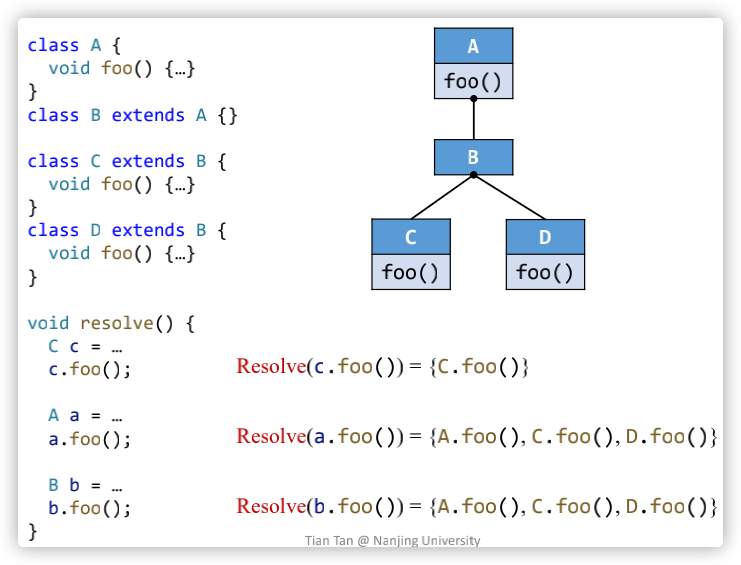 class A {
  void foo() {…}
}
class B extends A {}
class C extends B {
  void foo() {…}
}
class D extends B {
  void foo() {…}
}
void resolve() {
  C c = …
  c.foo();
  A a = …
  a.foo();
  B b = …
  b.foo();
}
A
foo()
B
C
foo()
D
foo()
Resolve(c.foo()) = {C.foo()}
Resolve(a.foo()) = {A.foo(), C.foo(), D.foo()}
Resolve(b.foo()) = {A.foo(), C.foo(), D.foo()}
Tian Tan @ Nanjing University